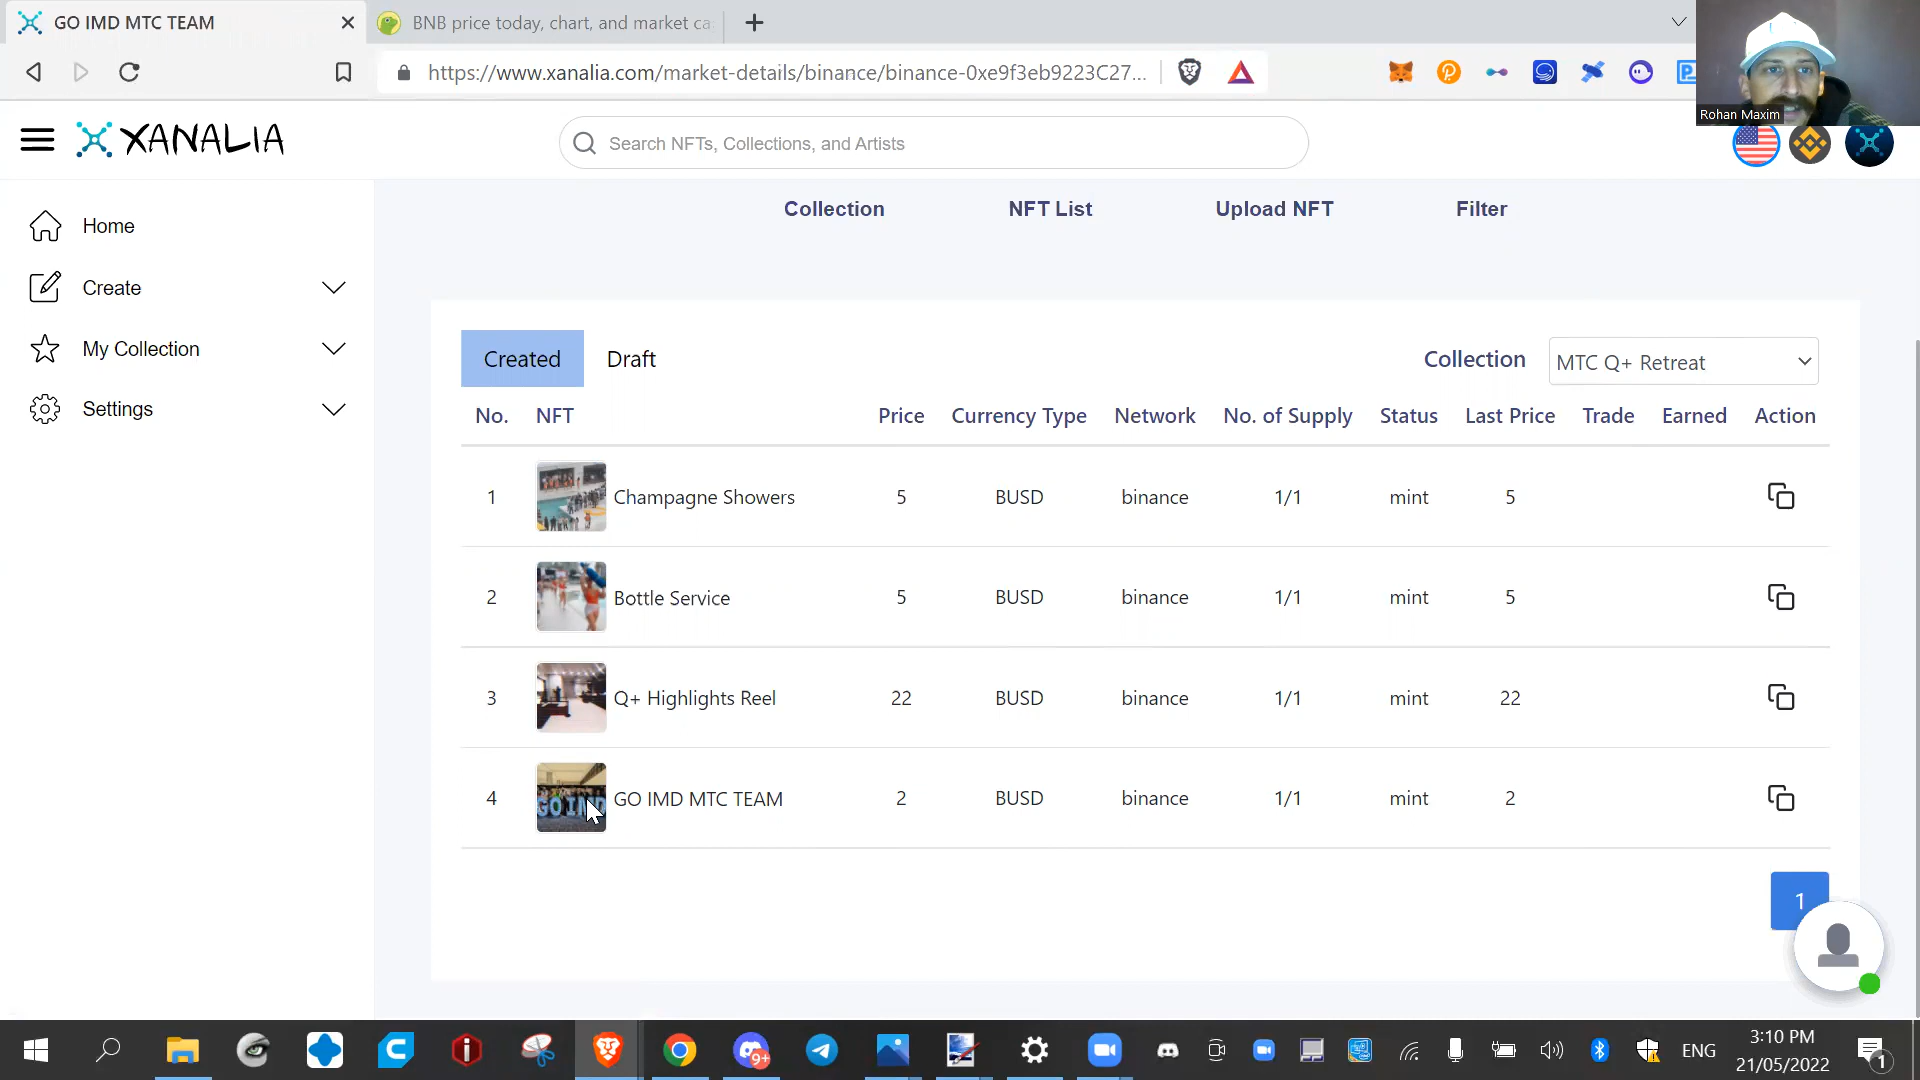 GO IMD MTC TEAM
BNB price today, chart, and market ca
https://www.xanalia.com/market-details/binance/binance-0xe9f3eb9223C27...
Rohan Maxim
XANALIA
Search NFTs, Collections, and Artists
Home
Create
My Collection
Settings
Collection NFT List Upload NFT Filter
Created Draft Collection MTC Q+ Retreat
No. NFT Price Currency Type Network No. of Supply Status Last Price Trade Earned Action
1 Champagne Showers 5 BUSD binance 1/1 mint 5
2 Bottle Service 5 BUSD binance 1/1 mint 5
3 Q+ Highlights Reel 22 BUSD binance 1/1 mint 22
4 GO IMD GO IMD MTC TEAM 2 BUSD binance 1/1 mint 2
1
9+
ENG
3:10 PM
21/05/2022
1